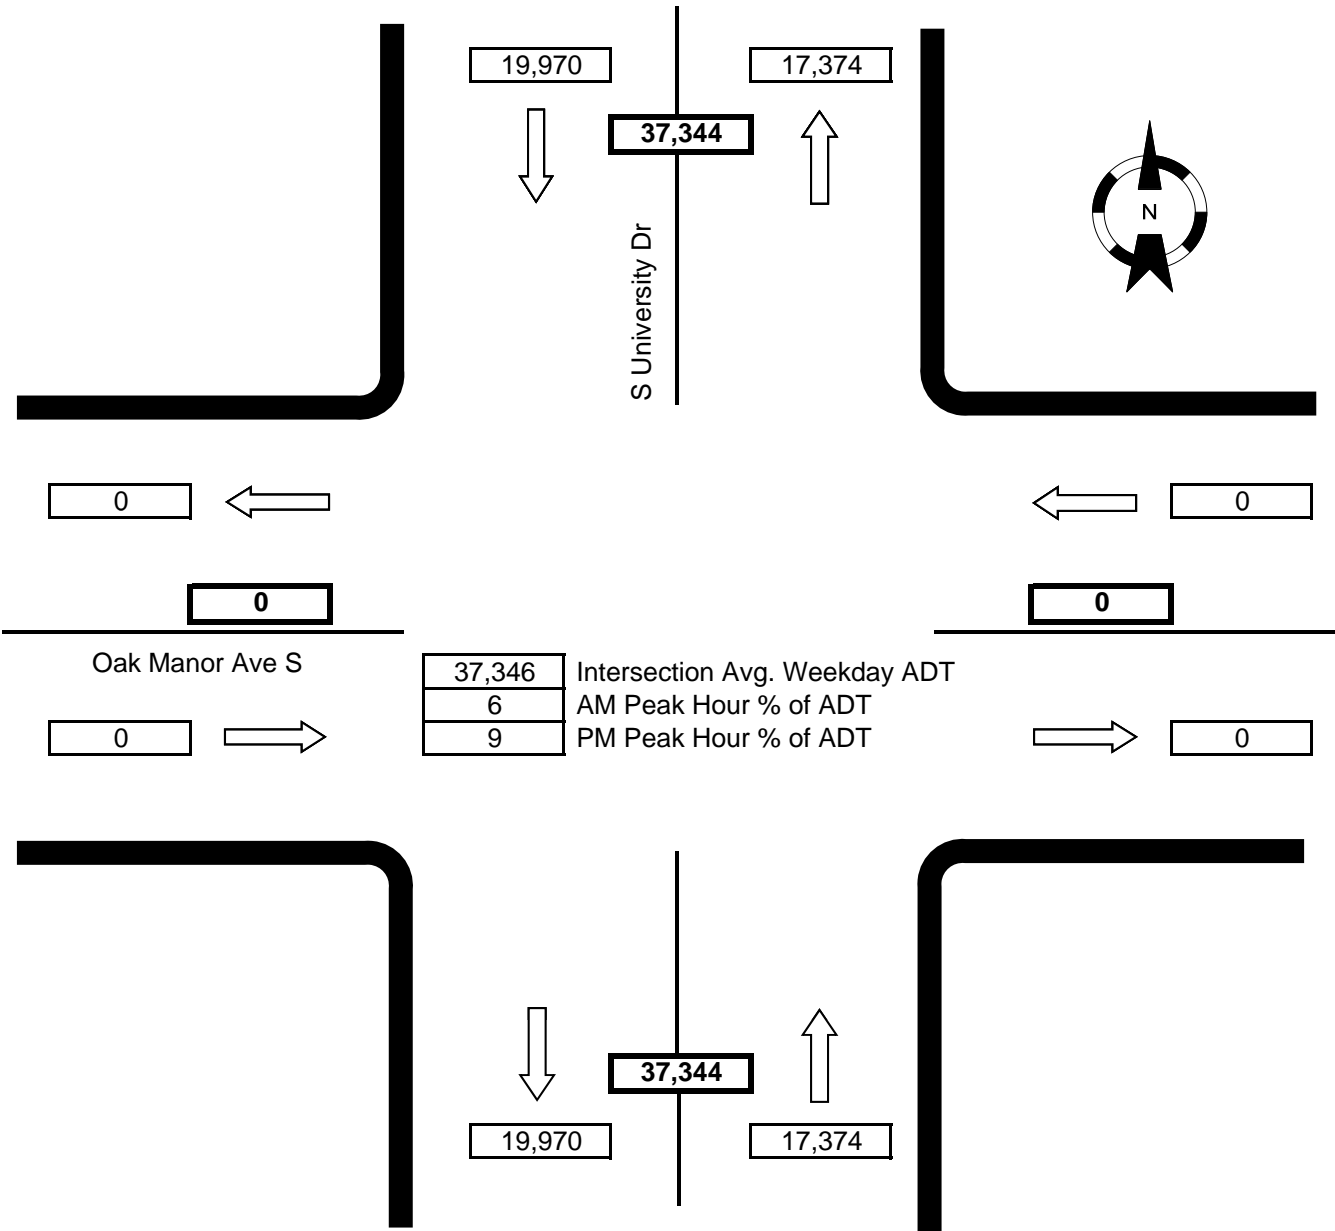 19,970
17,374
37,344
N
S University Dr
0
0
0
0
Oak Manor Ave S
37,346 Intersection Avg. Weekday ADT
6 AM Peak Hour % of ADT
9 PM Peak Hour % of ADT
0
0
37,344
19,970
17,374